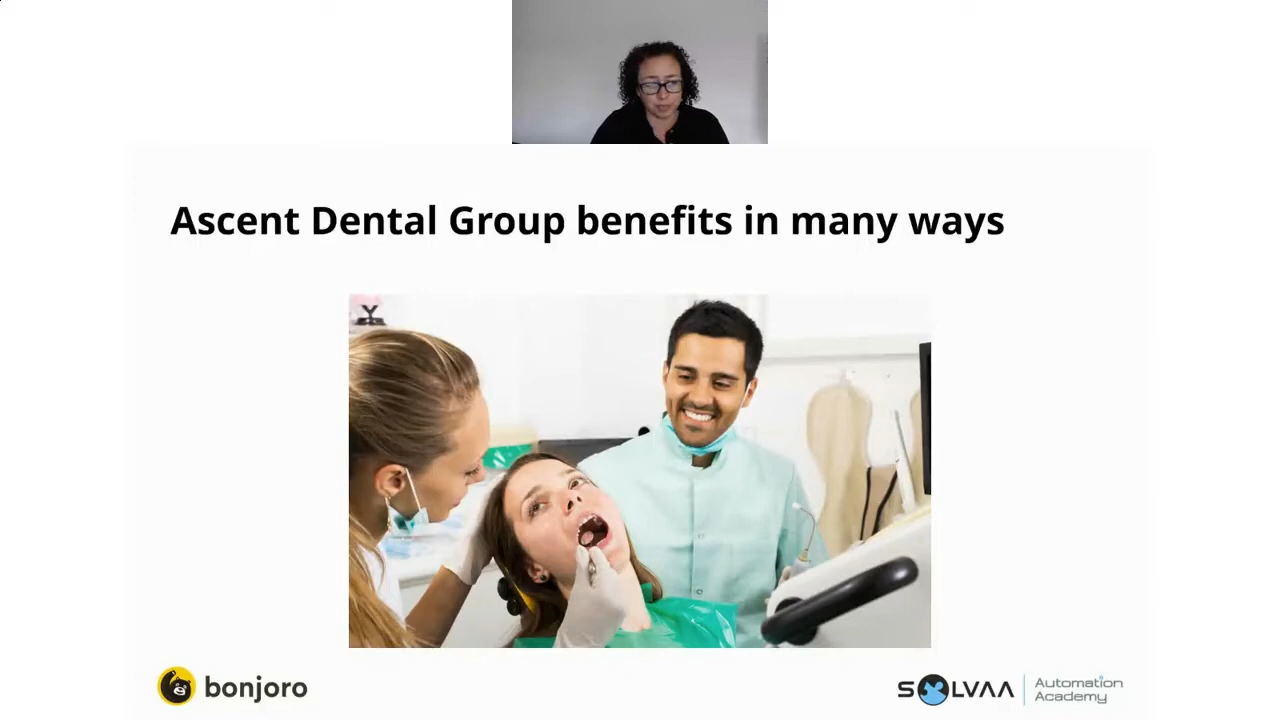 Ascent Dental Group benefits in many ways
bonjoro
SOLVAA
Automation
Academy